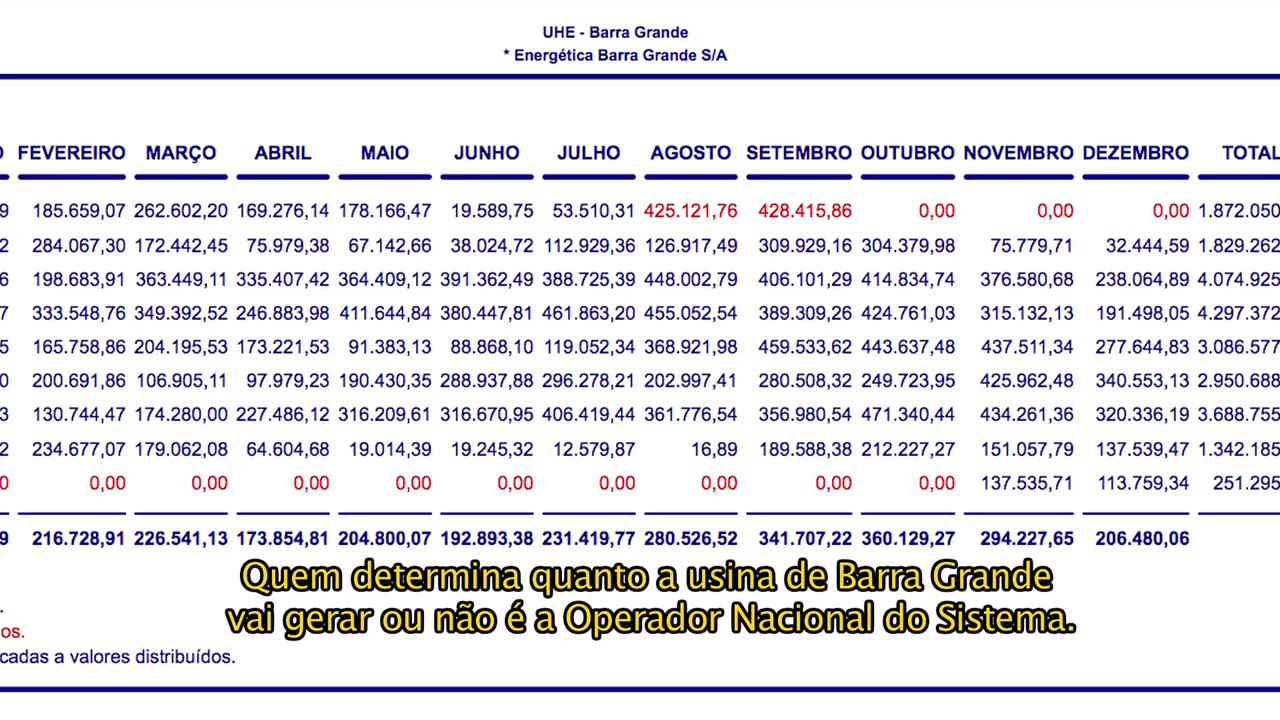 UHE - Barra Grande
* Energética Barra Grande S/A
O FEVEREIRO MARÇO ABRIL MAIO JUNHO JULHO AGOSTO SETEMBRO OUTUBRO NOVEMBRO DEZEMBRO TOTAL
9 185.659,07 262.602,20 169.276,14 178.166,47 19.589,75 53.510,31 425.121,76 428.415,86 0,00 0,00 0,00 1.872.050
2 284.067,30 172.442,45 75.979,38 67.142,66 38.024,72 112.929,36 126.917,49 309.929,16 304.379,98 75.779,71 32.444,59 1.829.262
6 198.683,91 363.449,11 335.407,42 364.409,12 391.362,49 388.725,39 448.002,79 406.101,29 414.834,74 376.580,68 238.064,89 4.074.925
7 333.548,76 349.392,52 246.883,98 411.644,84 380.447,81 461.863,20 455.052,54 389.309,26 424.761,03 315.132,13 191.498,05 4.297.372
5 165.758,86 204.195,53 173.221,53 91.383,13 88.868,10 119.052,34 368.921,98 459.533,62 443.637,48 437.511,34 277.644,83 3.086.577
0 200.691,86 106.905,11 97.979,23 190.430,35 288.937,88 296.278,21 202.997,41 280.508,32 249.723,95 425.962,48 340.553,13 2.950.688
3 130.744,47 174.280,00 227.486,12 316.209,61 316.670,95 406.419,44 361.776,54 356.980,54 471.340,44 434.261,36 320.336,19 3.688.755
2 234.677,07 179.062,08 64.604,68 19.014,39 19.245,32 12.579,87 16,89 189.588,38 212.227,27 151.057,79 137.539,47 1.342.185
0 0,00 0,00 0,00 0,00 0,00 0,00 0,00 0,00 0,00 137.535,71 113.759,34 251.295
9 216.728,91 226.541,13 173.854,81 204.800,07 192.893,38 231.419,77 280.526,52 341.707,22 360.129,27 294.227,65 206.480,06
Quem determina quanto a usina de Barra Grande
vai gerar ou não é a Operador Nacional do Sistema.
.
os.
cadas a valores distribuídos.